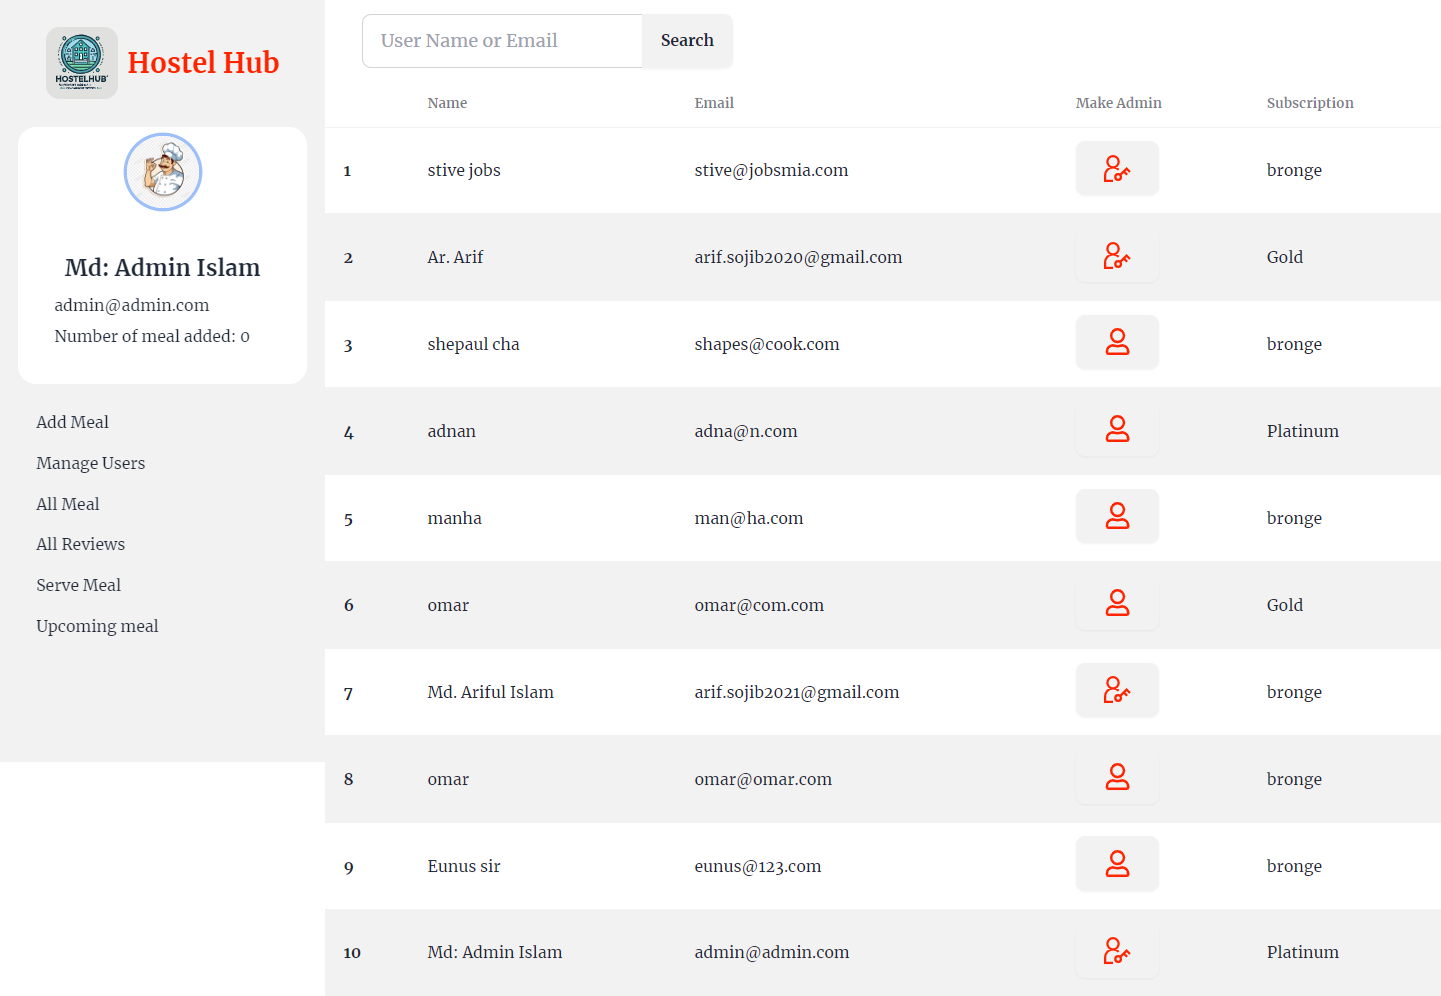 HOSTELHUB
Hostel Hub
Md: Admin Islam
admin@admin.com
Number of meal added: 0
Add Meal
Manage Users
All Meal
All Reviews
Serve Meal
Upcoming meal
User Name or Email Search
Name Email Make Admin Subscription
1 stive jobs stive@jobsmia.com bronge
2 Ar. Arif arif.sojib2020@gmail.com Gold
3 shepaul cha shapes@cook.com bronge
4 adnan adna@n.com Platinum
5 manha man@ha.com bronge
6 omar omar@com.com Gold
7 Md. Ariful Islam arif.sojib2021@gmail.com bronge
8 omar omar@omar.com bronge
9 Eunus sir eunus@123.com bronge
10 Md: Admin Islam admin@admin.com Platinum